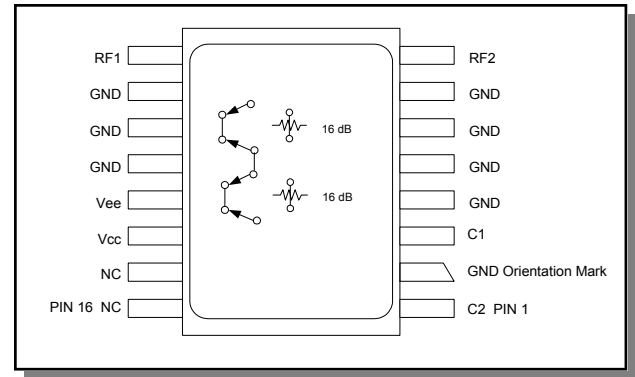 RF1 RF2
GND GND
GND 16 dB GND
GND GND
Vee 16 dB GND
Vcc C1
NC GND Orientation Mark
PIN 16 NC C2 PIN 1